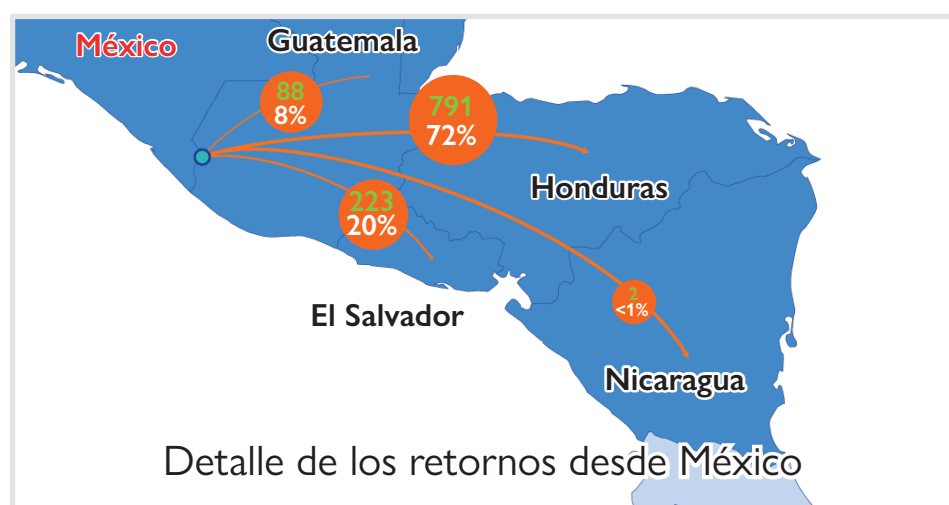 México
Guatemala
88
8%
791
72%
Honduras
223
20%
El Salvador
2
<1%
Nicaragua
Detalle de los retornos desde México